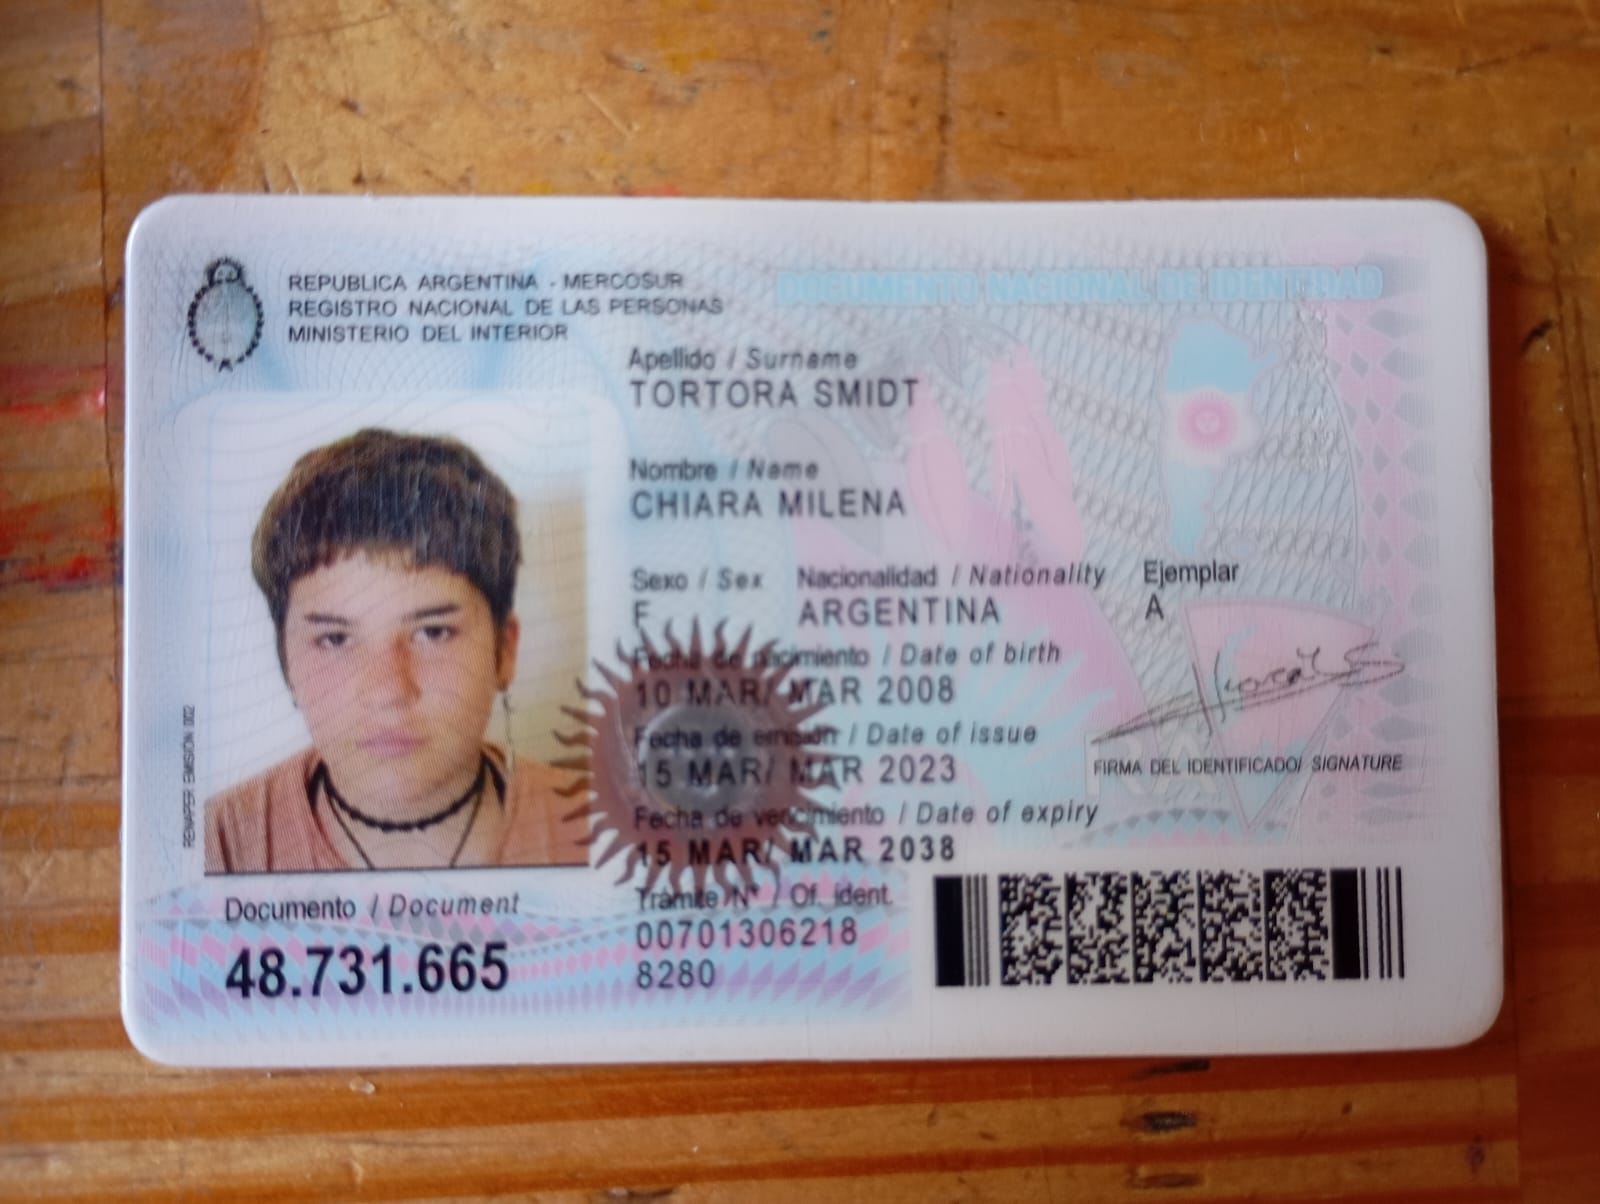 REPUBLICA ARGENTINA - MERCOSUR
REGISTRO NACIONAL DE LAS PERSONAS
MINISTERIO DEL INTERIOR
DOCUMENTO NACIONAL DE IDENTIDAD
Apellido / Surname
TORTORA SMIDT
Nombre / Name
CHIARA MILENA
Sexo / Sex Nacionalidad / Nationality Ejemplar
F ARGENTINA A
Fecha de nacimiento / Date of birth
10 MAR/ MAR 2008
Fecha de emisión / Date of issue
15 MAR/ MAR 2023
FIRMA DEL IDENTIFICADO/ SIGNATURE
Fecha de vencimiento / Date of expiry
15 MAR/ MAR 2038
RENAPER EMISIÓN 002
Documento / Document
48.731.665
Trámite N° / Of. ident.
00701306218
8280
RA